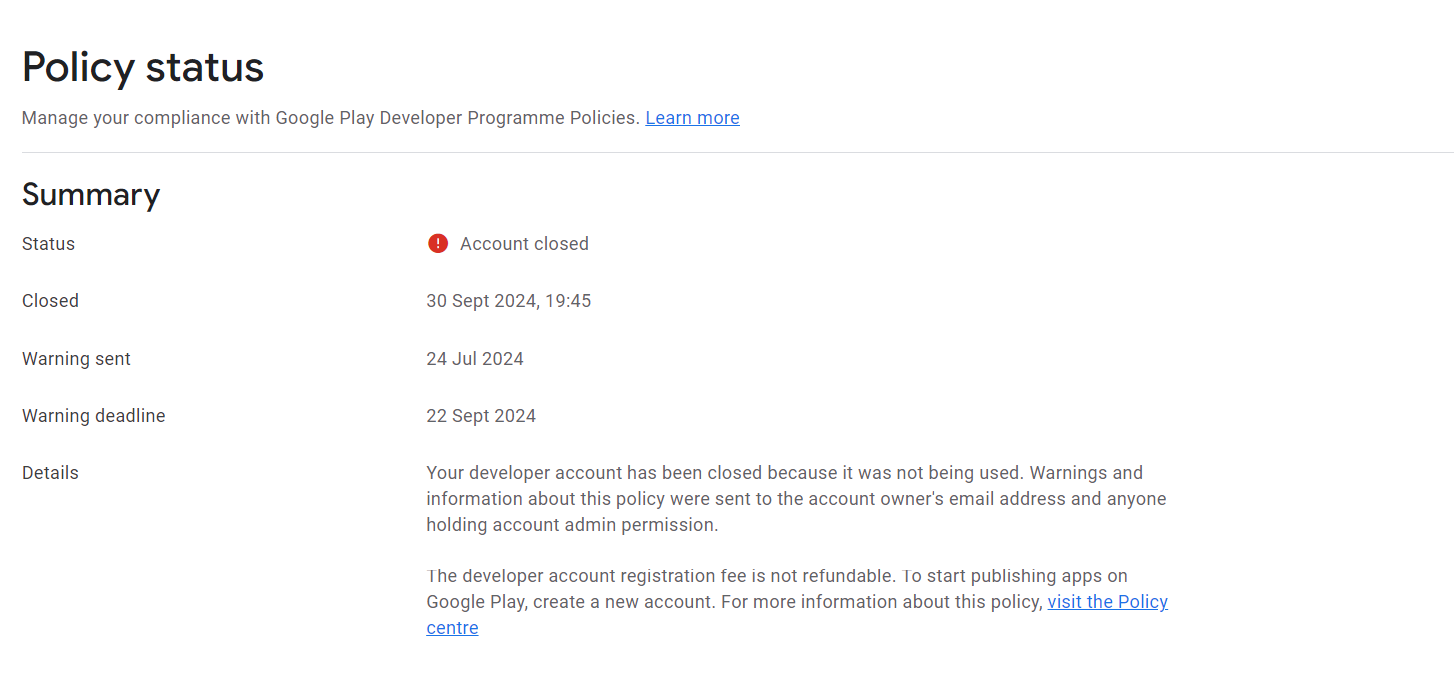 Policy status
Manage your compliance with Google Play Developer Programme Policies. Learn more
Summary
Status
Account closed
Closed
30 Sept 2024, 19:45
Warning sent
24 Jul 2024
Warning deadline
22 Sept 2024
Details
Your developer account has been closed because it was not being used. Warnings and
information about this policy were sent to the account owner's email address and anyone
holding account admin permission.
The developer account registration fee is not refundable. To start publishing apps on
Google Play, create a new account. For more information about this policy, visit the Policy
centre